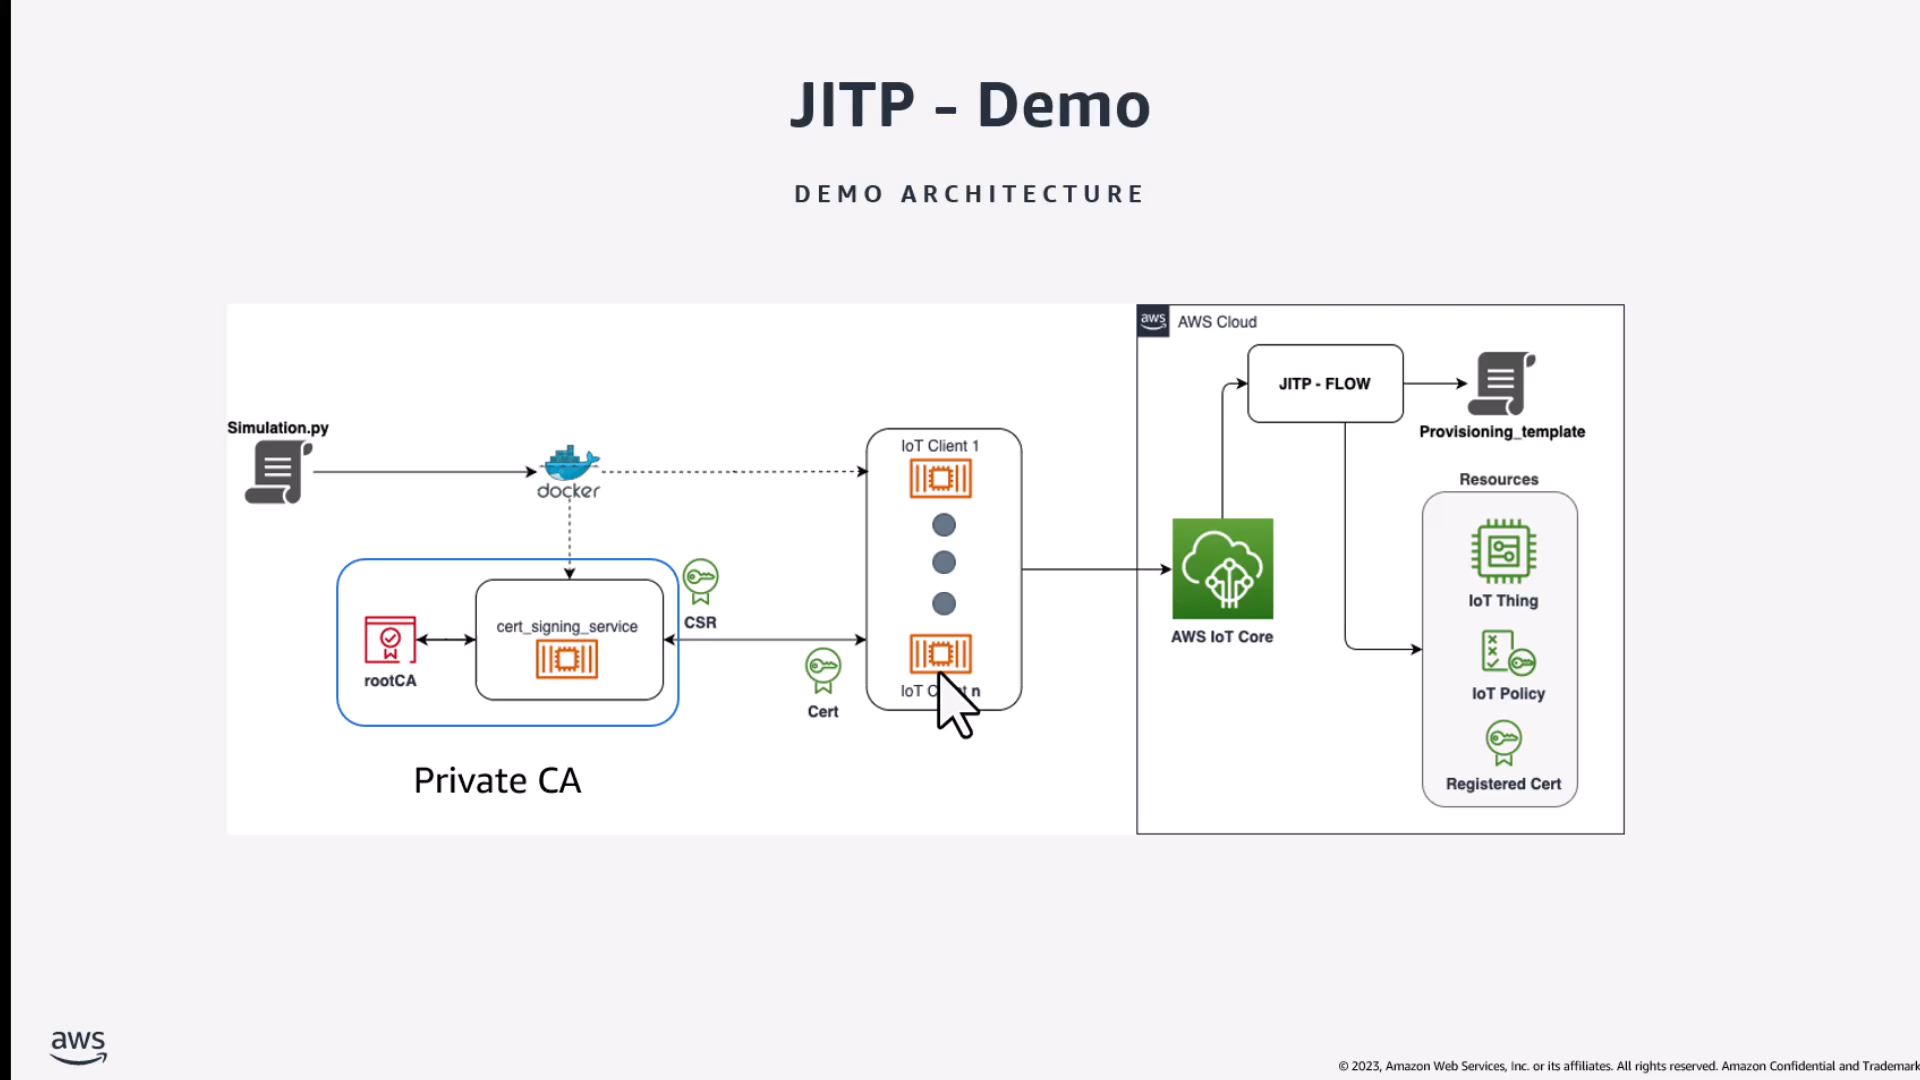 JITP - Demo
DEMO ARCHITECTURE
aws AWS Cloud
JITP - FLOW
Provisioning_template
Simulation.py
docker
IoT Client 1
Resources
IoT Thing
IoT Policy
Registered Cert
AWS IoT Core
CSR
cert_signing_service
rootCA
Cert
IoT n
Private CA
aws
© 2023, Amazon Web Services, Inc. or its affiliates. All rights reserved. Amazon Confidential and Trademark